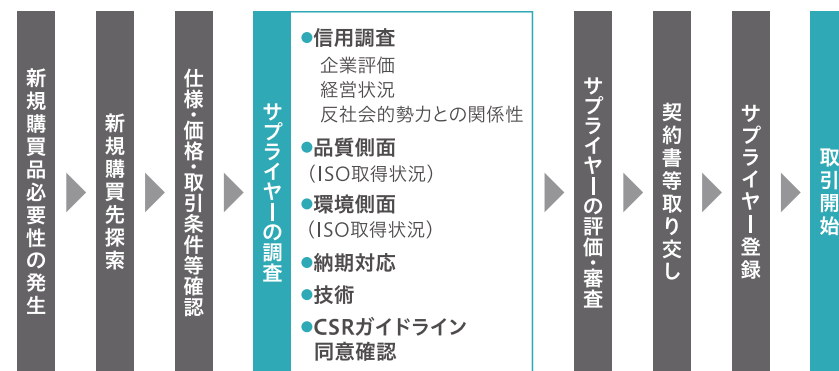 新規購買品必要性の発生
新規購買先探索
仕様・価格・取引条件等確認
サプライヤーの調査
●信用調査
企業評価
経営状況
反社会的勢力との関係性
●品質側面
（ISO取得状況）
●環境側面
（ISO取得状況）
●納期対応
●技術
●CSRガイドライン
同意確認
サプライヤーの評価・審査
契約書等取り交し
サプライヤー登録
取引開始